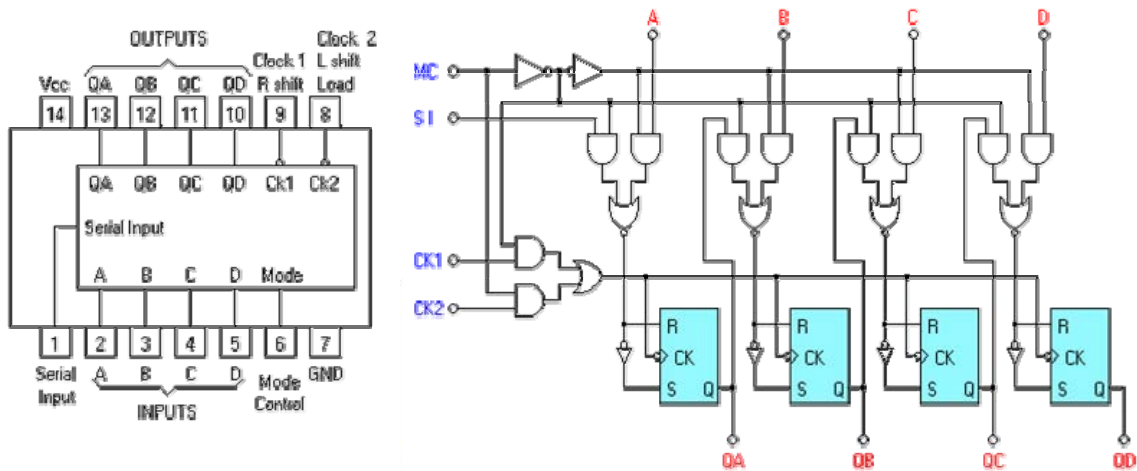 OUTPUTS
Clock 2
Clock 1 L shift
Vcc QA QB QC QD R shift Load
14 13 12 11 10 9 8
QA QB QC QD Ck1 Ck2
Serial Input
A B C D Mode
1 2 3 4 5 6 7
Serial Input
A B C D
Mode Control
GND
INPUTS
A B C D
MC
SI
CK1
CK2
R R R R
CK CK CK CK
S Q S Q S Q S Q
QA QB QC QD